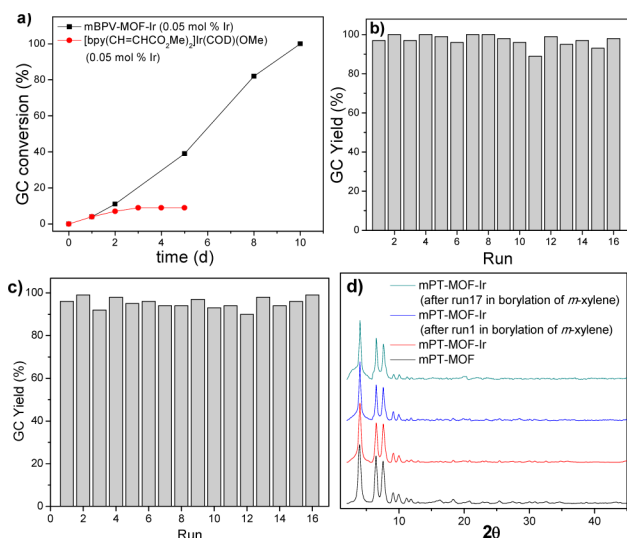 a)
mBPV-MOF-Ir (0.05 mol % Ir)
[bpy(CH=CHCO₂Me)₂]Ir(COD)(OMe)
(0.05 mol % Ir)
GC conversion (%)
100
80
60
40
20
0
0 2 4 6 8 10
time (d)
b)
GC Yield (%)
100
80
60
40
20
0
2 4 6 8 10 12 14 16
Run
c)
GC Yield (%)
100
80
60
40
20
0
0 2 4 6 8 10 12 14 16
Run
d)
mPT-MOF-Ir
(after run17 in borylation of m-xylene)
mPT-MOF-Ir
(after run1 in borylation of m-xylene)
mPT-MOF-Ir
mPT-MOF
10 20 30 40
2θ